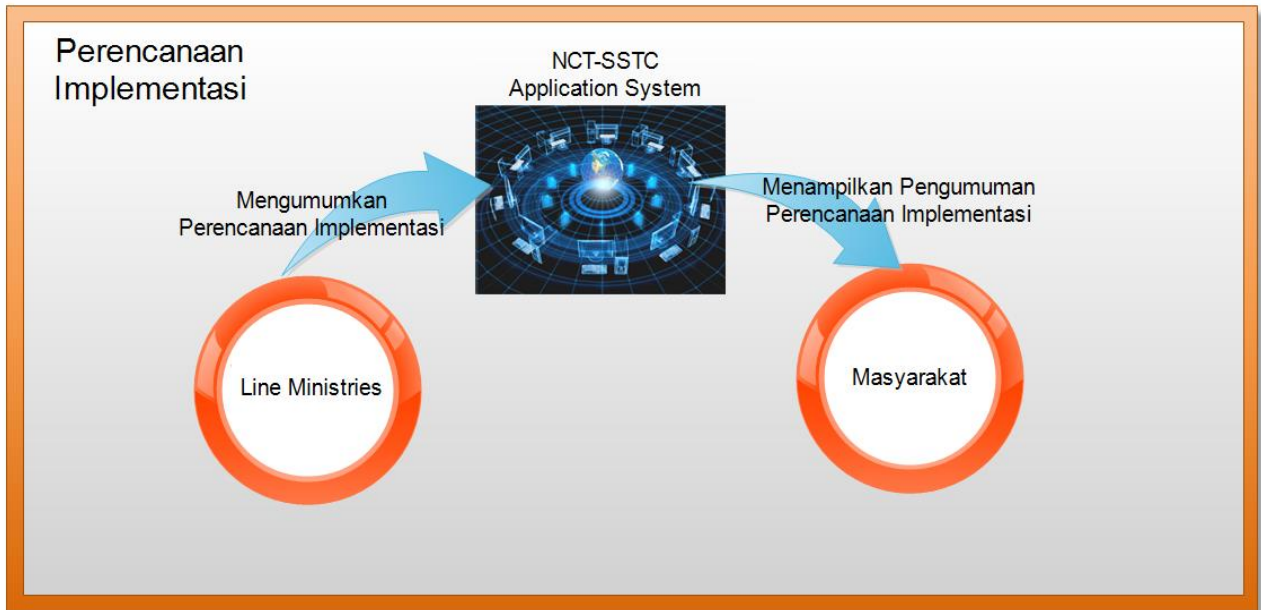 Perencanaan
Implementasi
NCT-SSTC
Application System
Mengumumkan
Perencanaan Implementasi
Menampilkan Pengumuman
Perencanaan Implementasi
Line Ministries
Masyarakat